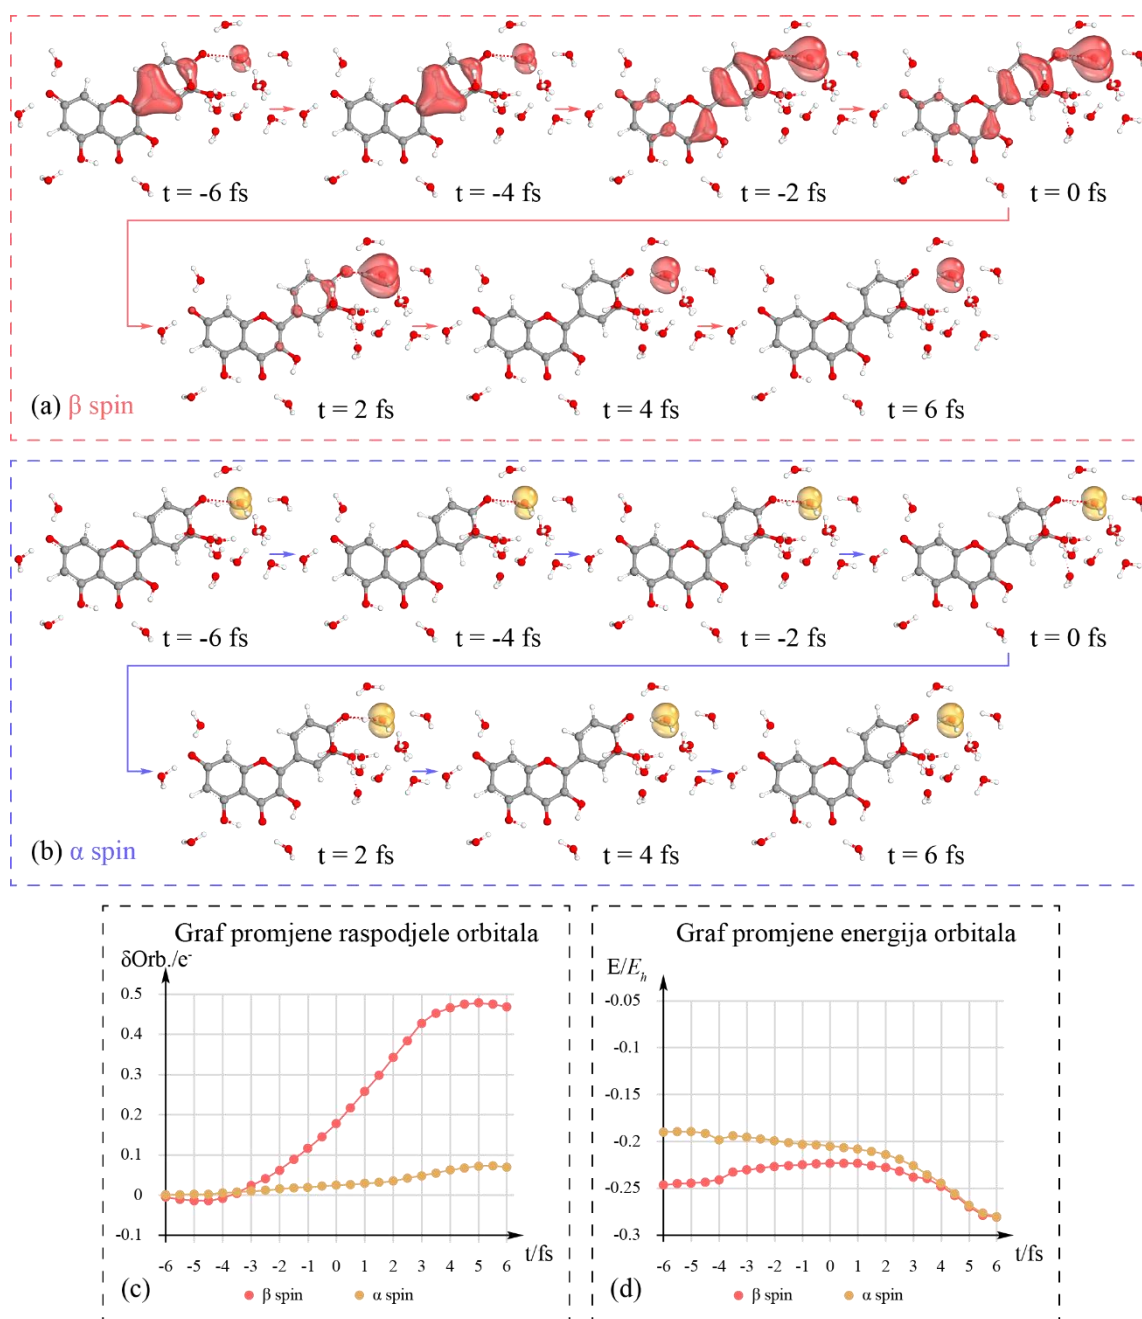 t = -6 fs
t = -4 fs
t = -2 fs
t = 0 fs
t = 2 fs
t = 4 fs
t = 6 fs
(a) β spin
t = -6 fs
t = -4 fs
t = -2 fs
t = 0 fs
t = 2 fs
t = 4 fs
t = 6 fs
(b) α spin
Graf promjene raspodjele orbitala
δOrb./e⁻
0.5
0.4
0.3
0.2
0.1
0
-0.1
-6 -5 -4 -3 -2 -1 0 1 2 3 4 5 6
t/fs
(c)
β spin
α spin
Graf promjene energija orbitala
E/Eₕ
-0.05
-0.1
-0.15
-0.2
-0.25
-0.3
-6 -5 -4 -3 -2 -1 0 1 2 3 4 5 6
t/fs
(d)
β spin
α spin